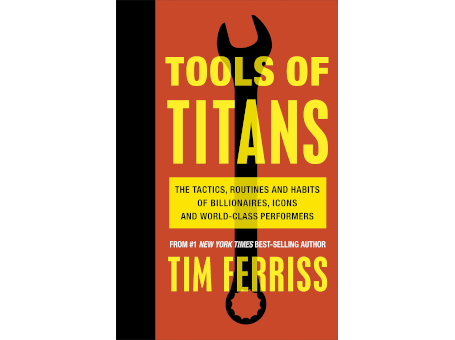 TOOLS OF
TITANS
THE TACTICS, ROUTINES AND HABITS
OF BILLIONAIRES, ICONS
AND WORLD-CLASS PERFORMERS
FROM #1 NEW YORK TIMES BEST-SELLING AUTHOR
TIM FERRISS